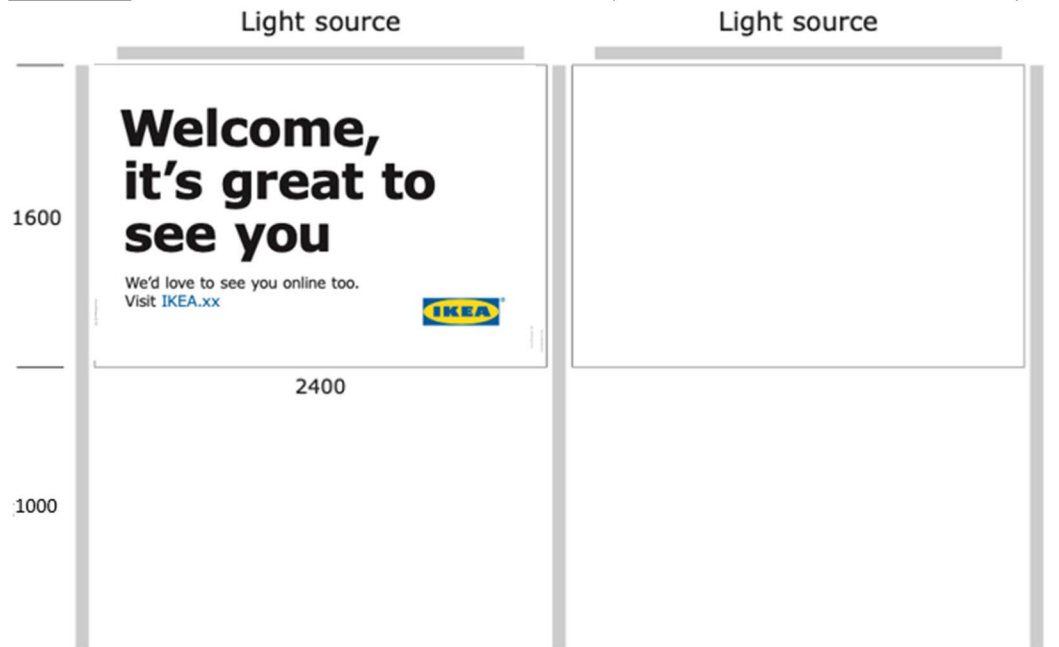 Light source
Light source
Welcome,
it’s great to
see you
We’d love to see you online too.
Visit IKEA.xx
IKEA
1600
2400
1000